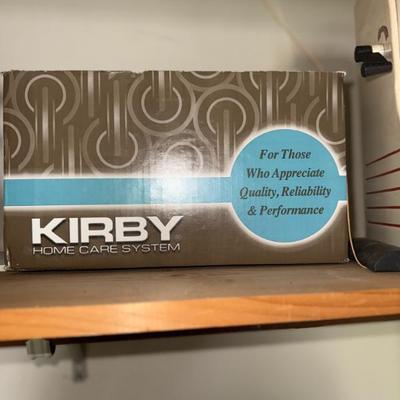 For Those
Who Appreciate
Quality, Reliability
& Performance
KIRBY
HOME CARE SYSTEM